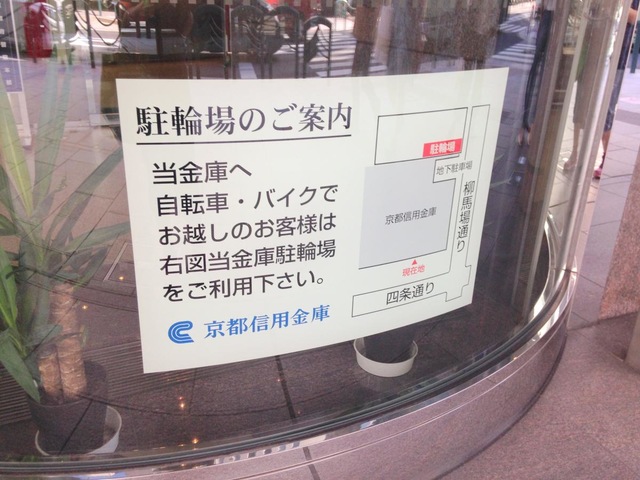 駐輪場のご案内
当金庫へ
自転車・バイクで
お越しのお客様は
右図当金庫駐輪場
をご利用下さい。
京都信用金庫
駐輪場
地下駐車場
京都信用金庫
柳馬場通り
現在地
四条通り